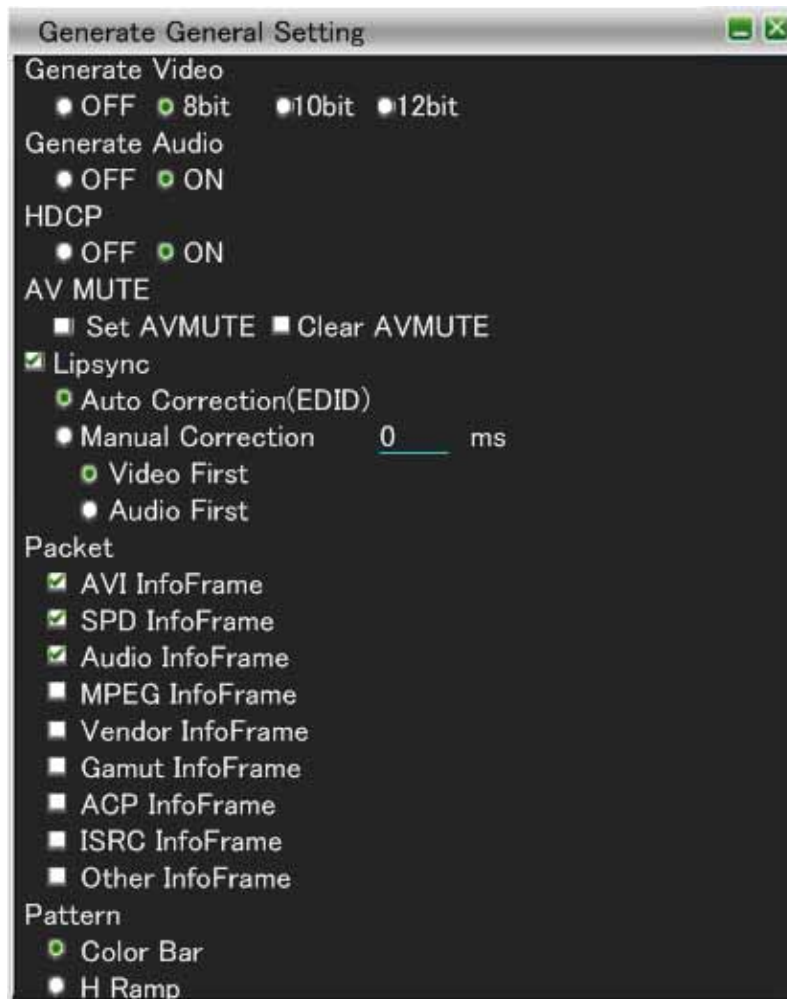 Generate General Setting
Generate Video
OFF 8bit 10bit 12bit
Generate Audio
OFF ON
HDCP
OFF ON
AV MUTE
Set AVMUTE Clear AVMUTE
Lipsync
Auto Correction(EDID)
Manual Correction 0 ms
Video First
Audio First
Packet
AVI InfoFrame
SPD InfoFrame
Audio InfoFrame
MPEG InfoFrame
Vendor InfoFrame
Gamut InfoFrame
ACP InfoFrame
ISRC InfoFrame
Other InfoFrame
Pattern
Color Bar
H Ramp